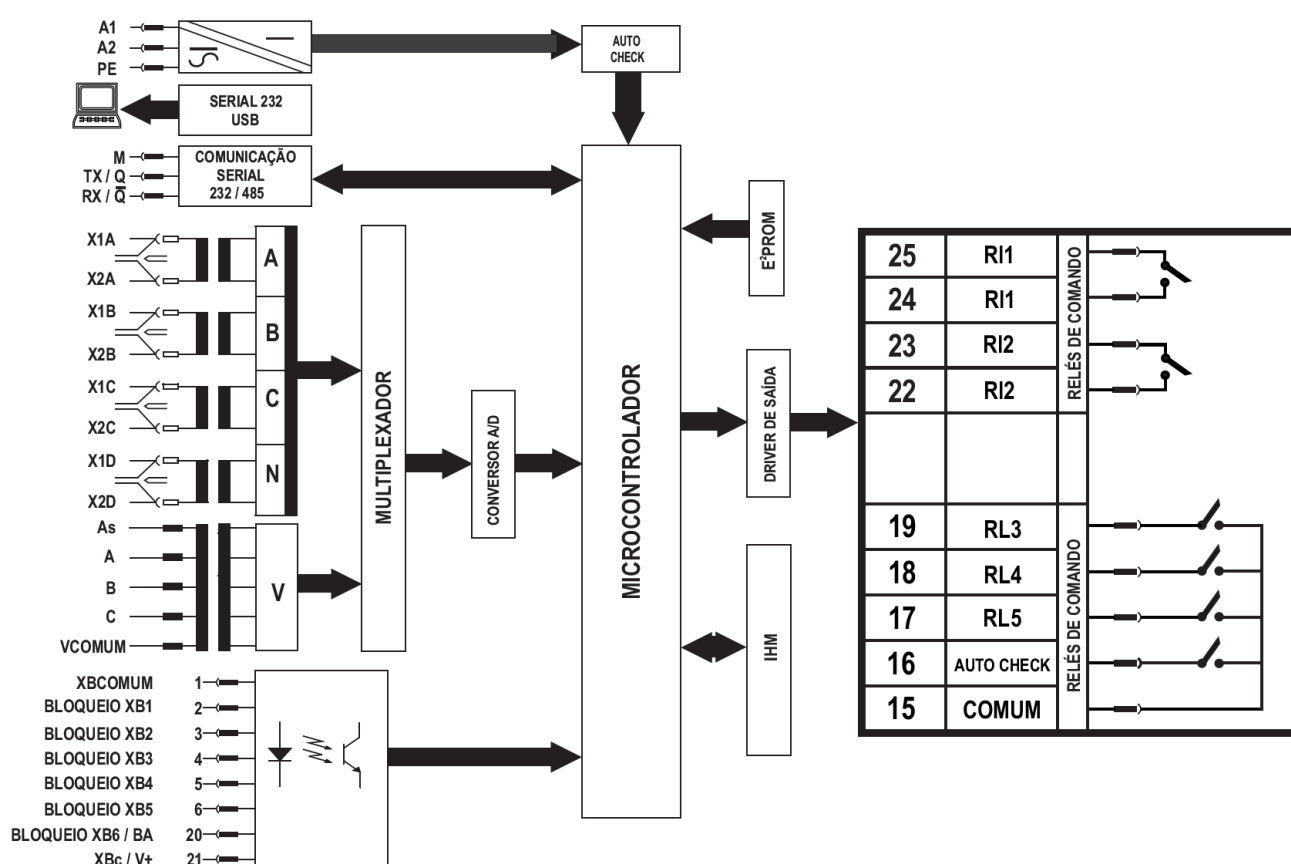 A1
A2
PE
AUTO
CHECK
SERIAL 232
USB
M
TX / Q
RX / Q̅
COMUNICAÇÃO
SERIAL
232 / 485
X1A
X2A
A
X1B
X2B
B
X1C
X2C
C
X1D
X2D
N
As
A
B
C
VCOMUM
V
MULTIPLEXADOR
CONVERSOR A/D
MICROCONTROLADOR
E²PROM
DRIVER DE SAÍDA
IHM
XBCOMUM 1
BLOQUEIO XB1 2
BLOQUEIO XB2 3
BLOQUEIO XB3 4
BLOQUEIO XB4 5
BLOQUEIO XB5 6
BLOQUEIO XB6 / BA 20
XBc / V+ 21
25 RI1
24 RI1
23 RI2
22 RI2
RELÉS DE COMANDO
19 RL3
18 RL4
17 RL5
16 AUTO CHECK
15 COMUM
RELÉS DE COMANDO